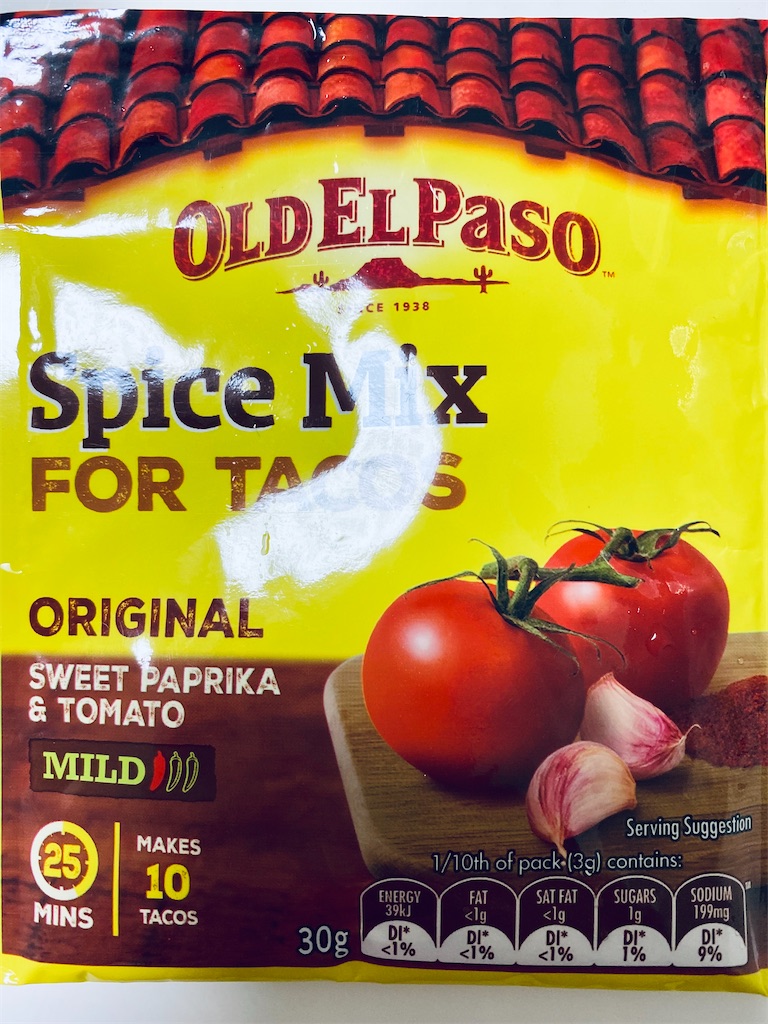 OLD EL PASO
TM
CE 1938
Spice Mix
FOR TACOS
ORIGINAL
SWEET PAPRIKA
& TOMATO
MILD
25
MINS
MAKES
10
TACOS
Serving Suggestion
1/10th of pack (3g) contains:
30g
ENERGY
39kJ
DI*
<1%
FAT
<1g
DI*
<1%
SAT FAT
<1g
DI*
<1%
SUGARS
1g
DI*
1%
SODIUM
199mg
DI*
9%